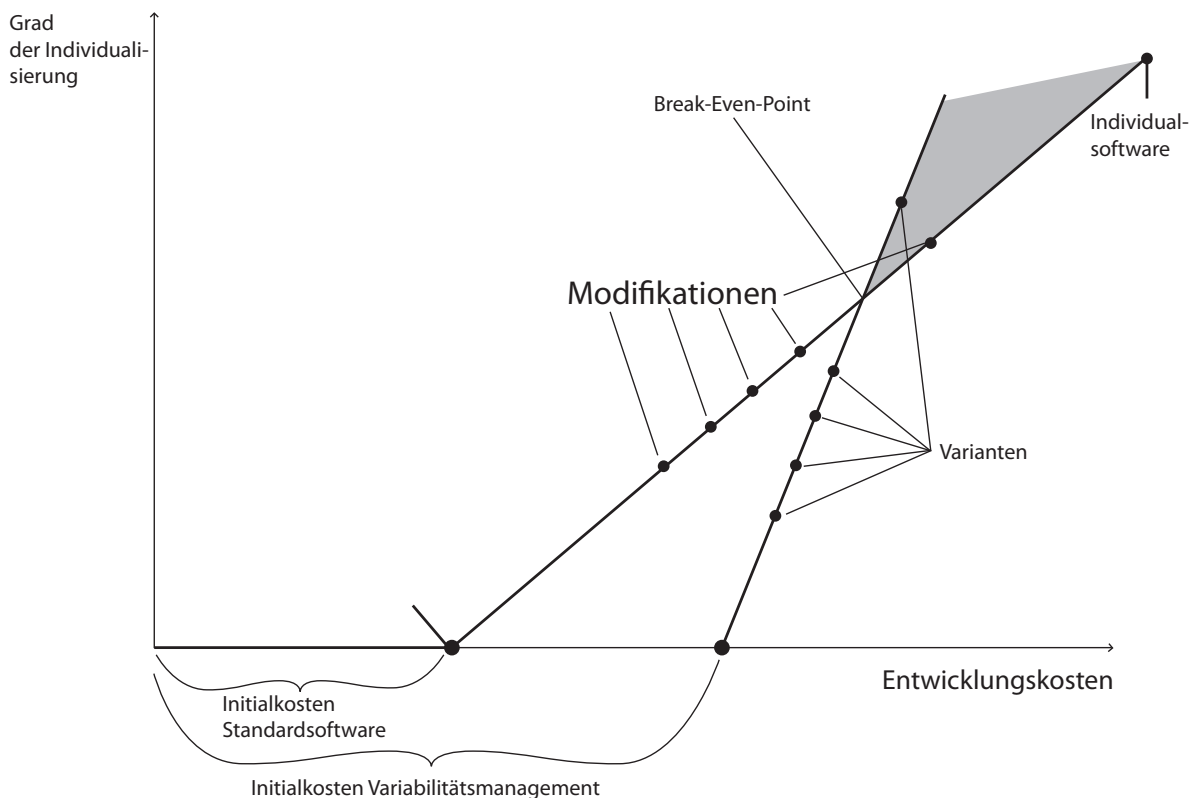 Grad
der Individuali-
sierung
Break-Even-Point
Individual-
software
Modifikationen
Varianten
Entwicklungskosten
Initialkosten
Standardsoftware
Initialkosten Variabilitätsmanagement